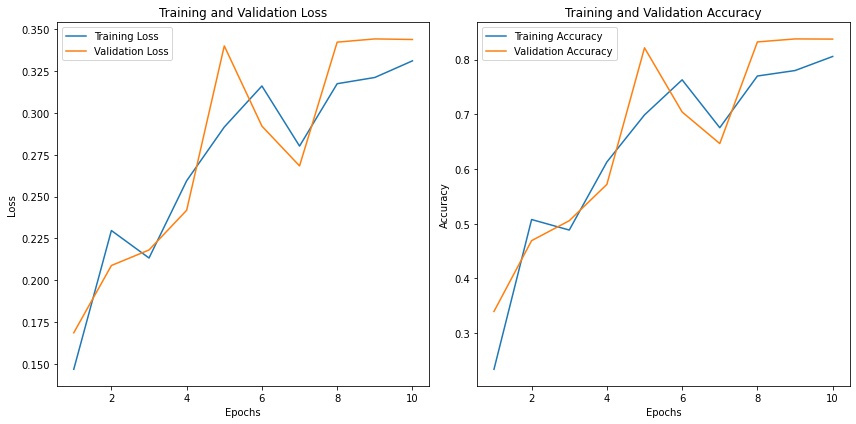 Training and Validation Loss
Training Loss
Validation Loss
0.350
0.325
0.300
0.275
0.250
0.225
0.200
0.175
0.150
Loss
2
4
6
8
10
Epochs
Training and Validation Accuracy
Training Accuracy
Validation Accuracy
0.8
0.7
0.6
0.5
0.4
0.3
Accuracy
2
4
6
8
10
Epochs